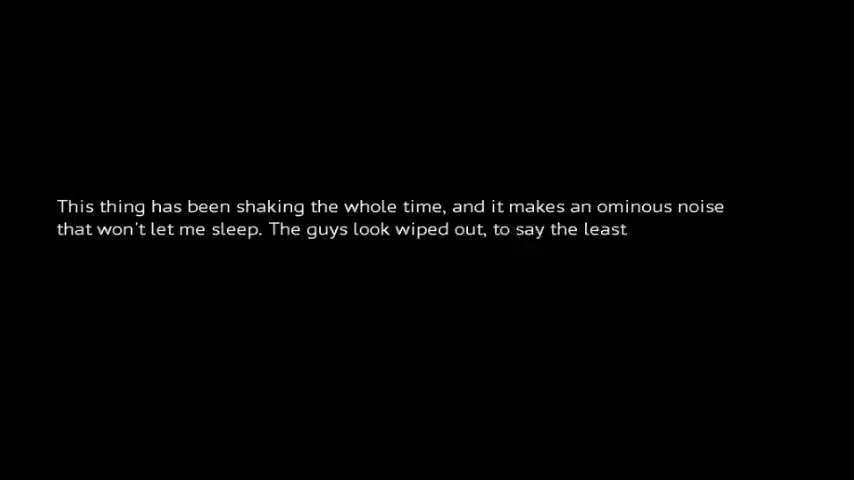 This thing has been shaking the whole time, and it makes an ominous noise
that won't let me sleep. The guys look wiped out, to say the least